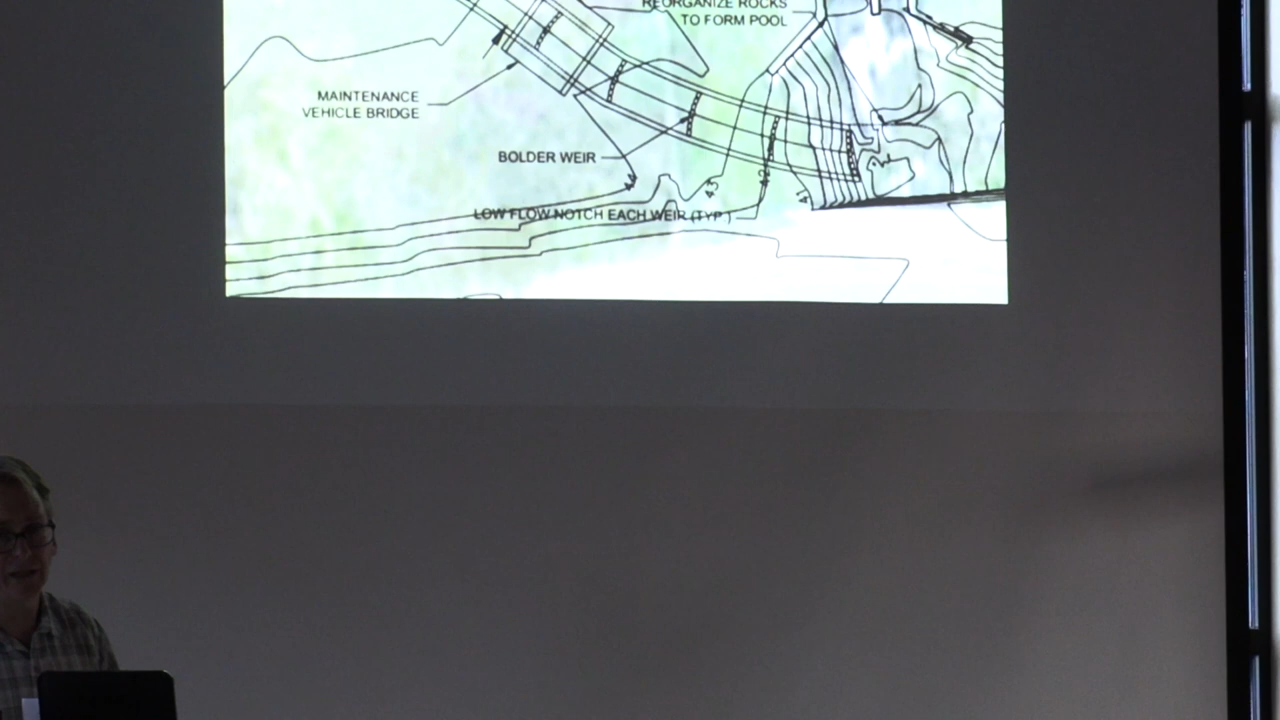 REORGANIZE ROCKS
TO FORM POOL
MAINTENANCE
VEHICLE BRIDGE
BOLDER WEIR
LOW FLOW NOTCH EACH WEIR (TYP.)